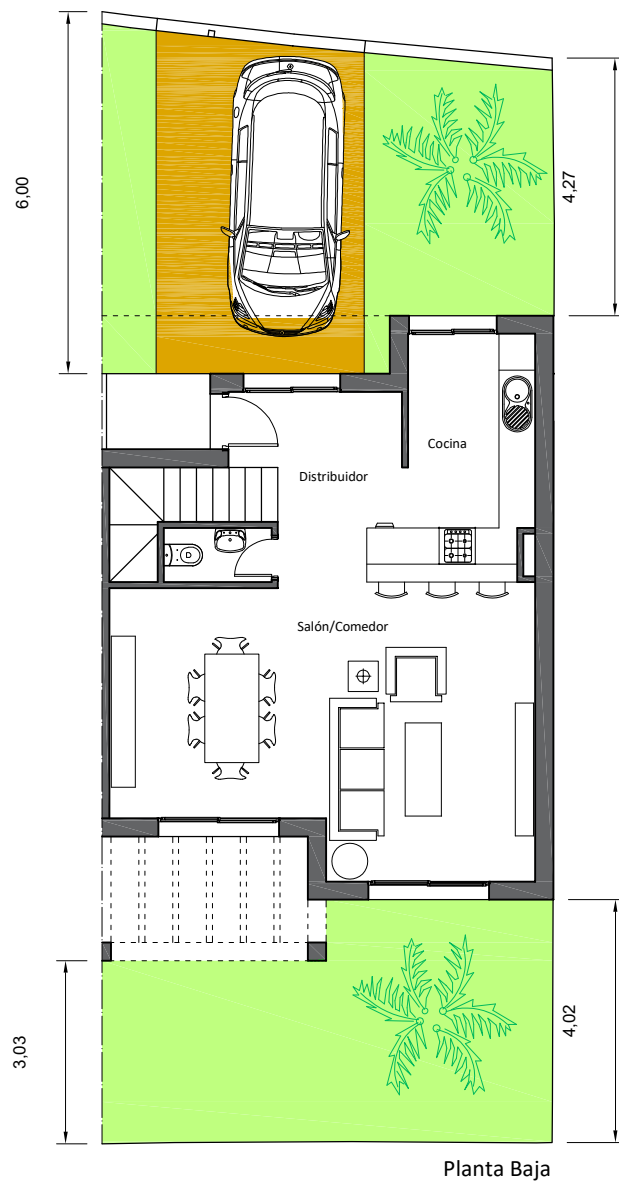 6,00
4,27
Cocina
Distribuidor
Salón/Comedor
3,03
4,02
Planta Baja